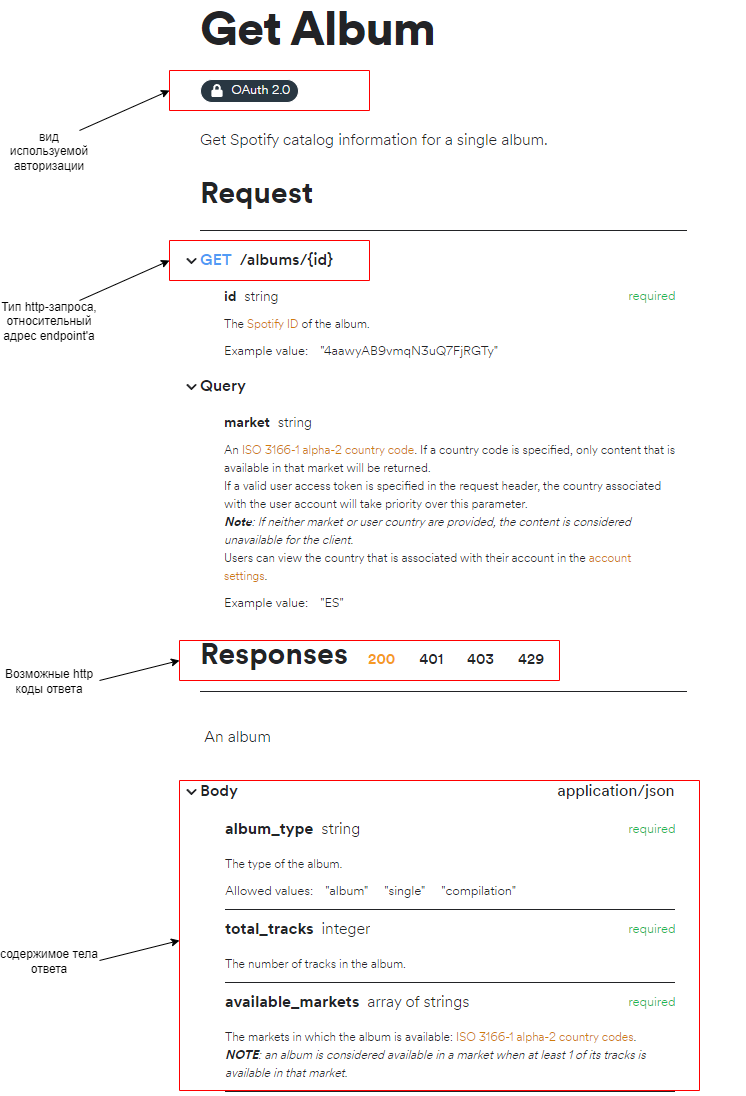 Get Album
OAuth 2.0
вид
используемой
авторизации
Get Spotify catalog information for a single album.
Request
GET /albums/{id}
Тип http-запроса,
относительный
адрес endpoint'а
id string required
The Spotify ID of the album.
Example value: "4aawyAB9vmqN3uQ7FjRGTy"
Query
market string
An ISO 3166-1 alpha-2 country code. If a country code is specified, only content that is
available in that market will be returned.
If a valid user access token is specified in the request header, the country associated
with the user account will take priority over this parameter.
Note: If neither market or user country are provided, the content is considered
unavailable for the client.
Users can view the country that is associated with their account in the account
settings.
Example value: "ES"
Responses 200 401 403 429
Возможные http
коды ответа
An album
Body application/json
album_type string required
The type of the album.
Allowed values: "album" "single" "compilation"
total_tracks integer required
The number of tracks in the album.
содержимое тела
ответа
available_markets array of strings required
The markets in which the album is available: ISO 3166-1 alpha-2 country codes.
NOTE: an album is considered available in a market when at least 1 of its tracks is
available in that market.